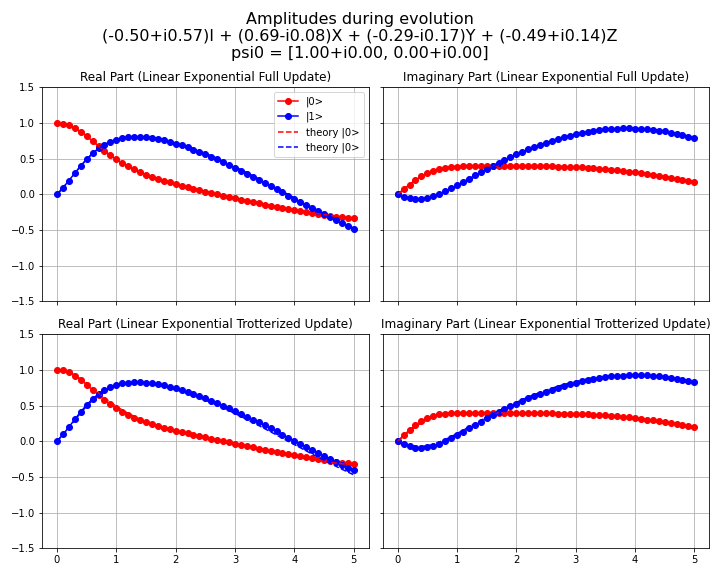 Amplitudes during evolution
(-0.50+i0.57)I + (0.69-i0.08)X + (-0.29-i0.17)Y + (-0.49+i0.14)Z
psi0 = [1.00+i0.00, 0.00+i0.00]
Real Part (Linear Exponential Full Update)
Imaginary Part (Linear Exponential Full Update)
1.5
1.0
0.5
0.0
−0.5
−1.0
−1.5
|0>
|1>
theory |0>
theory |0>
Real Part (Linear Exponential Trotterized Update)
Imaginary Part (Linear Exponential Trotterized Update)
1.5
1.0
0.5
0.0
−0.5
−1.0
−1.5
0 1 2 3 4 5
0 1 2 3 4 5